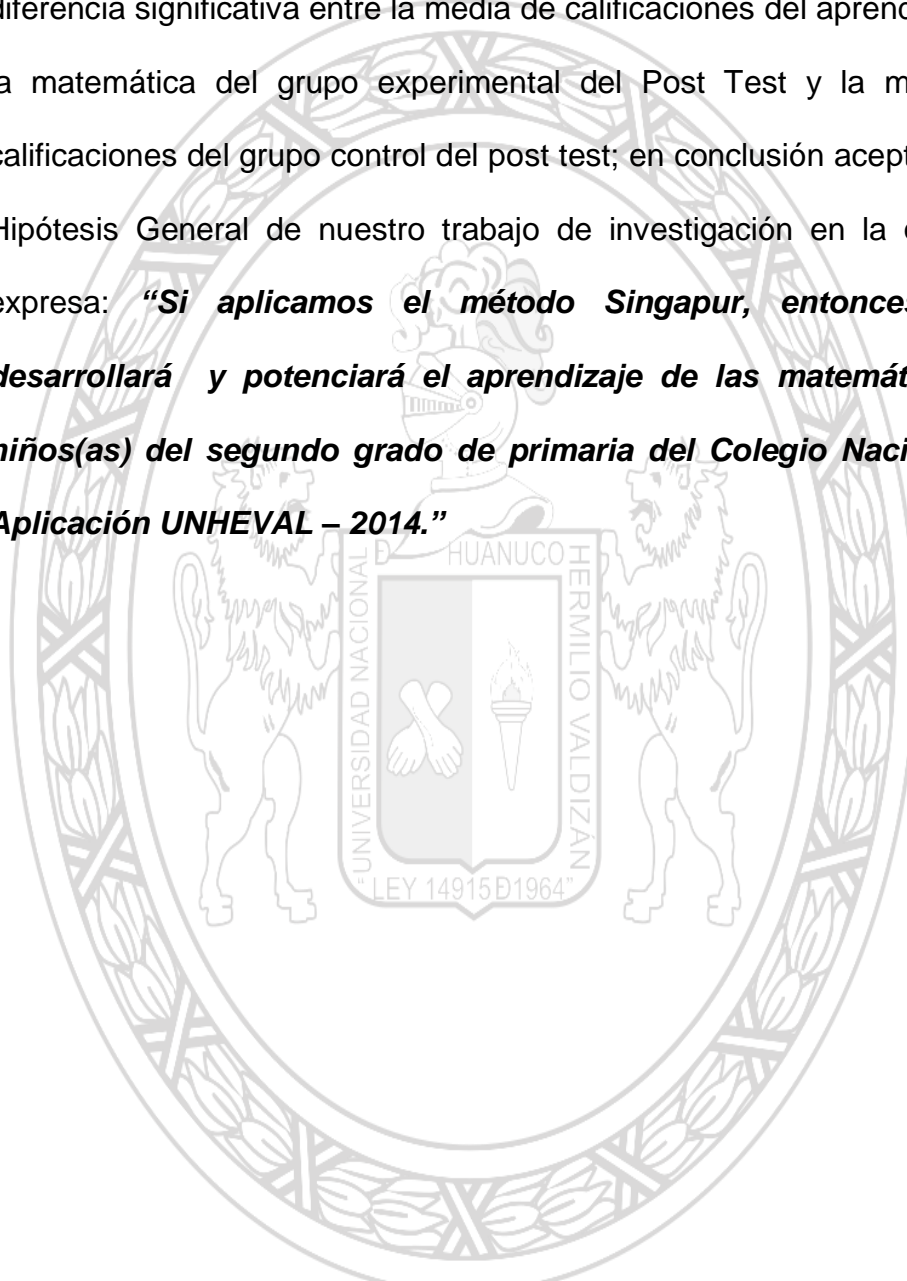 diferencia significativa entre la media de calificaciones del aprend
a matemática del grupo experimental del Post Test y la m
calificaciones del grupo control del post test; en conclusión acept
Hipótesis General de nuestro trabajo de investigación en la
expresa: “Si aplicamos el método Singapur, entonces
desarrollará y potenciará el aprendizaje de las matemát
niños(as) del segundo grado de primaria del Colegio Naci
Aplicación UNHEVAL – 2014.”
UNIVERSIDAD NACIONAL
D HUANUCO
HERMILIO VALDIZÁN
“LEY 14915 Đ1964”